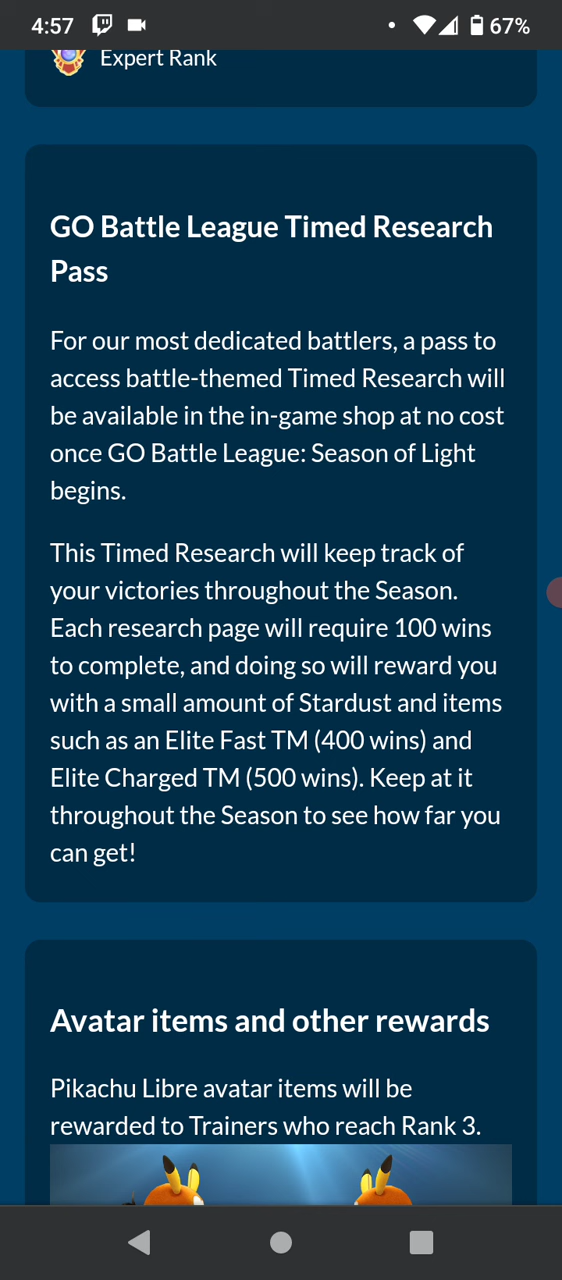 4:57
67%
Expert Rank
GO Battle League Timed Research
Pass
For our most dedicated battlers, a pass to
access battle-themed Timed Research will
be available in the in-game shop at no cost
once GO Battle League: Season of Light
begins.
This Timed Research will keep track of
your victories throughout the Season.
Each research page will require 100 wins
to complete, and doing so will reward you
with a small amount of Stardust and items
such as an Elite Fast TM (400 wins) and
Elite Charged TM (500 wins). Keep at it
throughout the Season to see how far you
can get!
Avatar items and other rewards
Pikachu Libre avatar items will be
rewarded to Trainers who reach Rank 3.